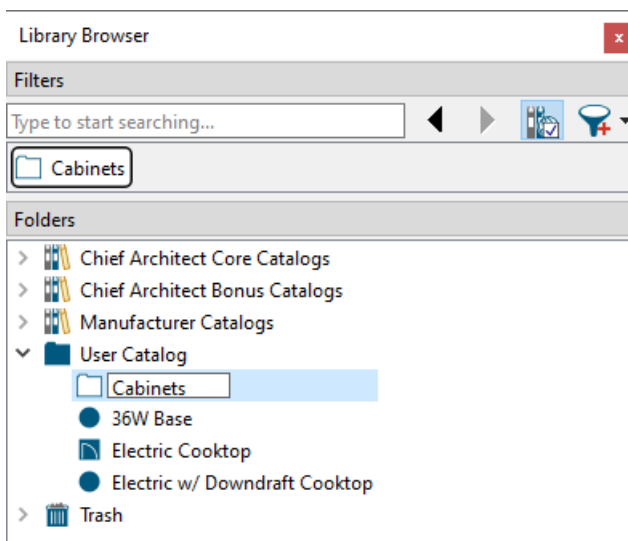 Library Browser
x
Filters
Type to start searching...
Cabinets
Folders
Chief Architect Core Catalogs
Chief Architect Bonus Catalogs
Manufacturer Catalogs
User Catalog
Cabinets
36W Base
Electric Cooktop
Electric w/ Downdraft Cooktop
Trash